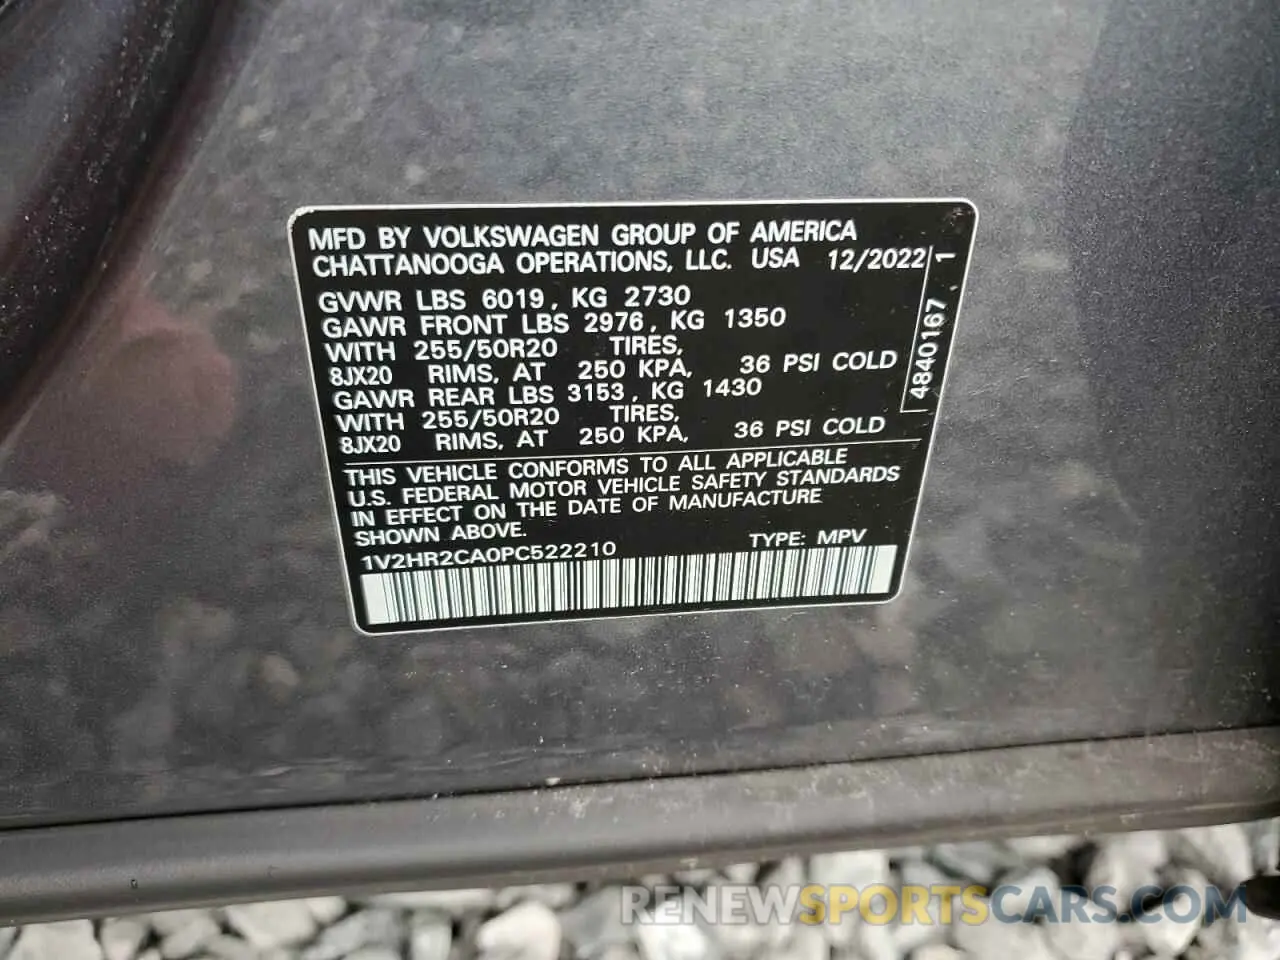 MFD BY VOLKSWAGEN GROUP OF AMERICA
CHATTANOOGA OPERATIONS, LLC. USA 12/2022
GVWR LBS 6019, KG 2730
GAWR FRONT LBS 2976, KG 1350
WITH 255/50R20 TIRES,
8JX20 RIMS, AT 250 KPA, 36 PSI COLD
GAWR REAR LBS 3153, KG 1430
WITH 255/50R20 TIRES,
8JX20 RIMS, AT 250 KPA, 36 PSI COLD
4840167 , 1
THIS VEHICLE CONFORMS TO ALL APPLICABLE
U.S. FEDERAL MOTOR VEHICLE SAFETY STANDARDS
IN EFFECT ON THE DATE OF MANUFACTURE
SHOWN ABOVE.
1V2HR2CA0PC522210 TYPE: MPV
RENEWSPORTSCARS.COM